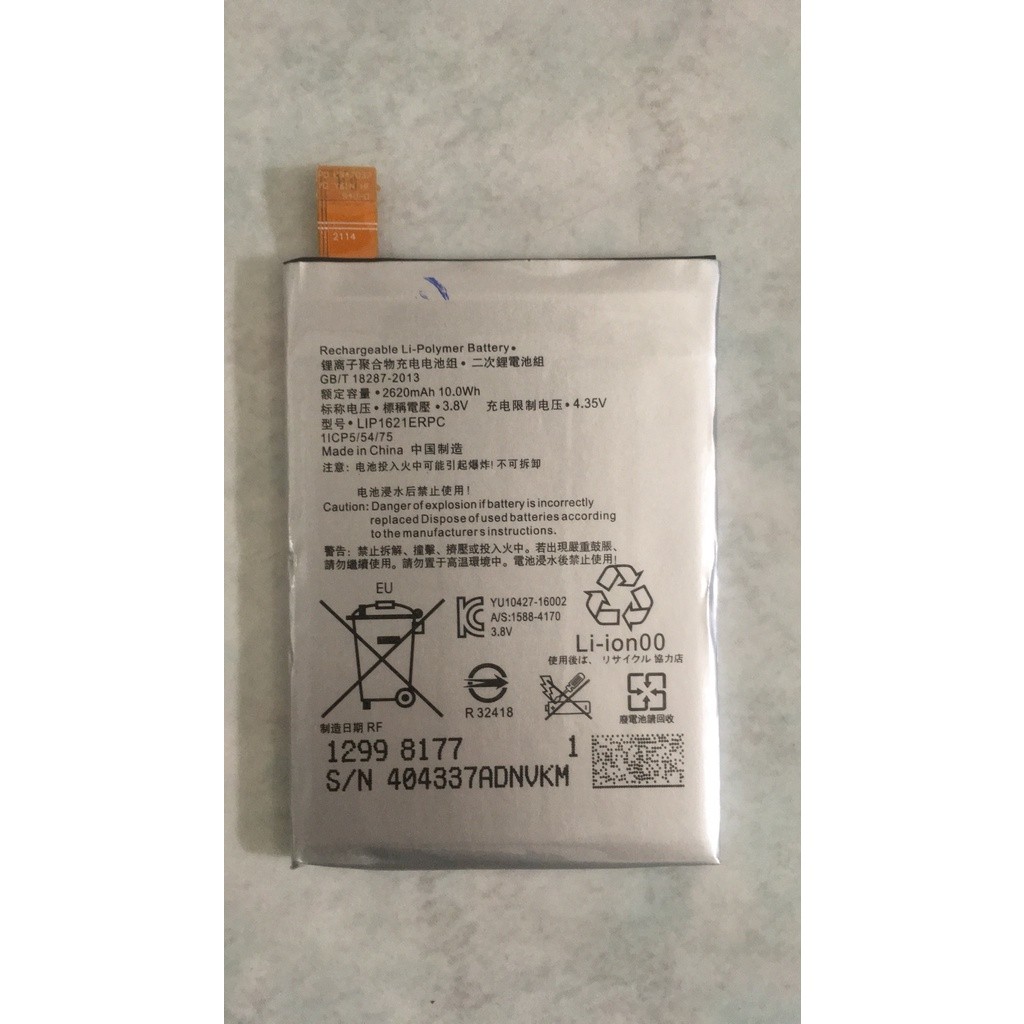 2114
Rechargeable Li-Polymer Battery•
锂离子聚合物充电电池组• 二次鋰電池組
GB/T 18287-2013
额定容量•2620mAh 10.0Wh
标称电压•標稱電壓•3.8V 充电限制电压•4.35V
型号•LIP1621ERPC
1ICP5/54/75
Made in China 中国制造
注意: 电池投入火中可能引起爆炸! 不可拆卸
电池浸水后禁止使用!
Caution: Danger of explosion if battery is incorrectly
replaced Dispose of used batteries according
to the manufacturers instructions.
警告: 禁止拆解、撞擊、擠壓或投入火中。若出現嚴重鼓脹、
請勿繼續使用。請勿置于高溫環境中。電池浸水後禁止使用!
EU
YU10427-16002
A/S:1588-4170
3.8V
Li-ion00
使用後は、リサイクル 協力店
R 32418
廢電池請回收
制造日期 RF
1299 8177 1
S/N 404337ADNVKM